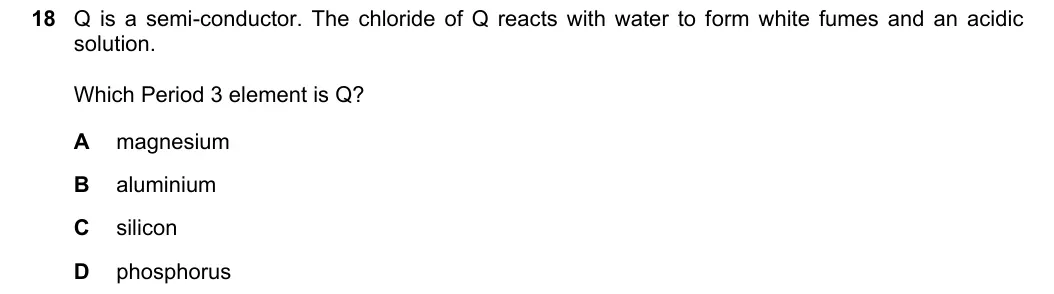 18 Q is a semi-conductor. The chloride of Q reacts with water to form white fumes and an acidic
solution.
Which Period 3 element is Q?
A magnesium
B aluminium
C silicon
D phosphorus